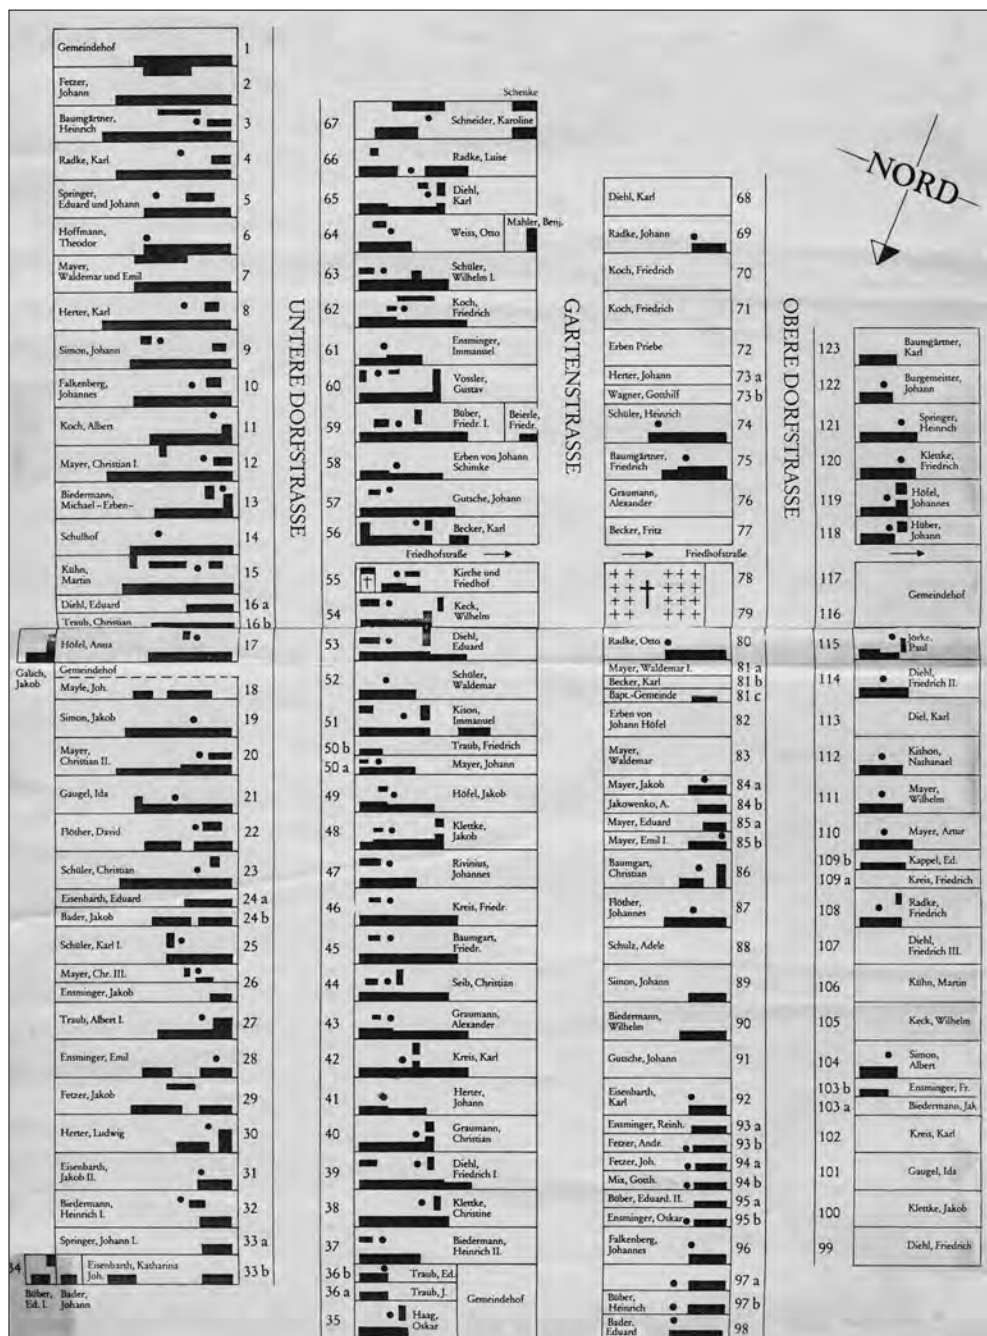 Gemeindehof 1
Fetzer, Johann 2
Baumgärtner, Heinrich 3
Radke, Karl 4
Springer, Eduard und Johann 5
Hoffmann, Theodor 6
Mayer, Waldemar und Emil 7
Herter, Karl 8
Simon, Johann 9
Falkenberg, Johannes 10
Koch, Albert 11
Mayer, Christian I. 12
Biedermann, Michael – Erben – 13
Schulhof 14
Kühn, Martin 15
Diehl, Eduard 16 a
Traub, Christian 16 b
Höfel, Anna 17
Galuch, Jakob
Gemeindehof
Mayle, Joh. 18
Simon, Jakob 19
Mayer, Christian II. 20
Gaugel, Ida 21
Flöther, David 22
Schüler, Christian 23
Eisenbarth, Eduard 24 a
Bader, Jakob 24 b
Schüler, Karl I. 25
Mayer, Chr. III. 26
Ensminger, Jakob
Traub, Albert I. 27
Ensminger, Emil 28
Fetzer, Jakob 29
Herter, Ludwig 30
Eisenbarth, Jakob II. 31
Biedermann, Heinrich I. 32
Springer, Johann I. 33 a
Eisenbarth, Katharina Joh. 33 b
34
Büber, Ed. I.
Bader, Johann
UNTERE DORFSTRASSE
Schenke
67 Schneider, Karoline
66 Radke, Luise
65 Diehl, Karl
64 Weiss, Otto
Mahler, Benj.
63 Schüler, Wilhelm I.
62 Koch, Friedrich
61 Ensminger, Immanuel
60 Vossler, Gustav
59 Büber, Friedr. I.
Beierle, Friedr.
58 Erben von Johann Schimke
57 Gutsche, Johann
56 Becker, Karl
Friedhofstraße
55 Kirche und Friedhof
54 Keck, Wilhelm
53 Diehl, Eduard
52 Schüler, Waldemar
51 Kison, Immanuel
50 b Traub, Friedrich
50 a Mayer, Johann
49 Höfel, Jakob
48 Klettke, Jakob
47 Rivinius, Johannes
46 Kreis, Friedr.
45 Baumgart, Friedr.
44 Seib, Christian
43 Graumann, Alexander
42 Kreis, Karl
41 Herter, Johann
40 Graumann, Christian
39 Diehl, Friedrich I.
38 Klettke, Christine
37 Biedermann, Heinrich II.
36 b Traub, Ed.
36 a Traub, J.
Gemeindehof
35 Haag, Oskar
GARTENSTRASSE
Diehl, Karl 68
Radke, Johann 69
Koch, Friedrich 70
Koch, Friedrich 71
Erben Priebe 72
Herter, Johann 73 a
Wagner, Gotthilf 73 b
Schüler, Heinrich 74
Baumgärtner, Friedrich 75
Graumann, Alexander 76
Becker, Fritz 77
Friedhofstraße
78
79
Radke, Otto 80
Mayer, Waldemar I. 81 a
Becker, Karl 81 b
Bapt.-Gemeinde 81 c
Erben von Johann Höfel 82
Mayer, Waldemar 83
Mayer, Jakob 84 a
Jakowenko, A. 84 b
Mayer, Eduard 85 a
Mayer, Emil I. 85 b
Baumgart, Christian 86
Flöther, Johannes 87
Schulz, Adele 88
Simon, Johann 89
Biedermann, Wilhelm 90
Gutsche, Johann 91
Eisenbarth, Karl 92
Ensminger, Reinh. 93 a
Fetzer, Andr. 93 b
Fetzer, Joh. 94 a
Mix, Gotth. 94 b
Büber, Eduard. II. 95 a
Ensminger, Oskar 95 b
Falkenberg, Johannes 96
97 a
Büber, Heinrich 97 b
Bader, Eduard 98
OBERE DORFSTRASSE
NORD
123 Baumgärtner, Karl
122 Burgemeister, Johann
121 Springer, Heinrich
120 Klettke, Friedrich
119 Höfel, Johannes
118 Hüber, Johann
117
Gemeindehof
116
115 Jörke, Paul
114 Diehl, Friedrich II.
113 Diel, Karl
112 Kishon, Nathanael
111 Mayer, Wilhelm
110 Mayer, Artur
109 b Kappel, Ed.
109 a Kreis, Friedrich
108 Radke, Friedrich
107 Diehl, Friedrich III.
106 Kühn, Martin
105 Keck, Wilhelm
104 Simon, Albert
103 b Ensminger, Fr.
103 a Biedermann, Jak
102 Kreis, Karl
101 Gaugel, Ida
100 Klettke, Jakob
99 Diehl, Friedrich